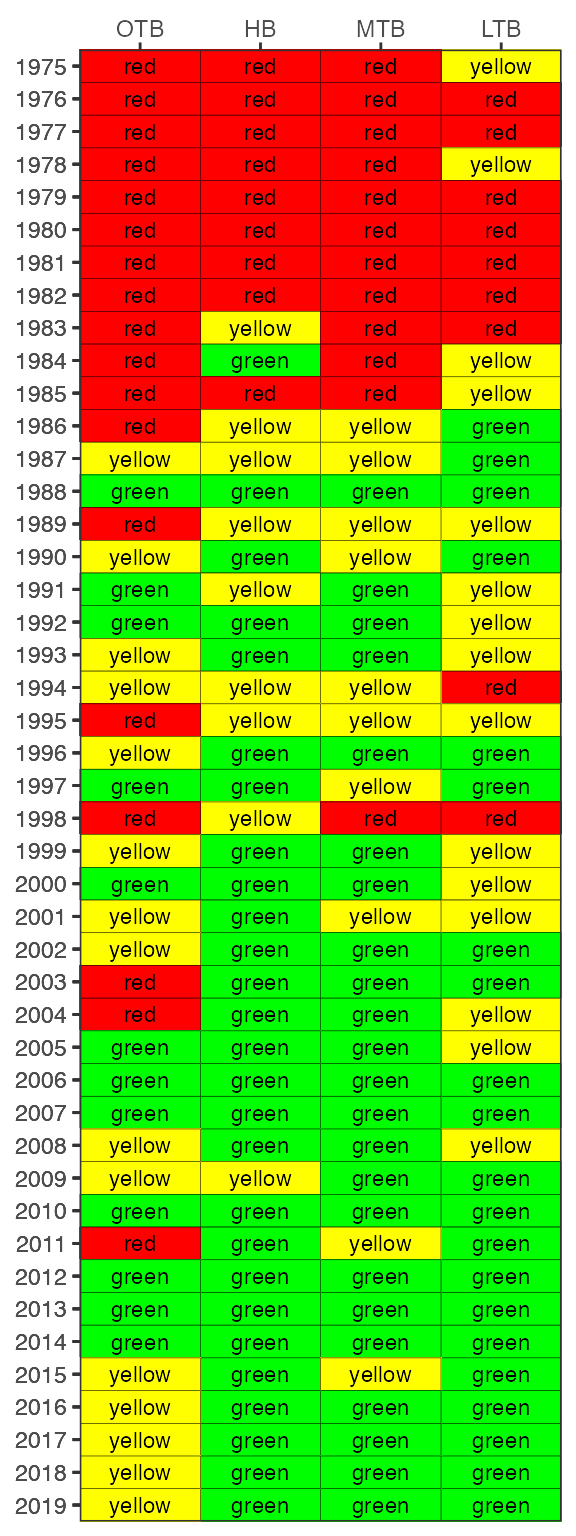 OTB HB MTB LTB
1975 red red red yellow
1976 red red red red
1977 red red red red
1978 red red red yellow
1979 red red red red
1980 red red red red
1981 red red red red
1982 red red red red
1983 red yellow red red
1984 red green red yellow
1985 red red red yellow
1986 red yellow yellow green
1987 yellow yellow yellow green
1988 green green green green
1989 red yellow yellow yellow
1990 yellow green yellow green
1991 green yellow green yellow
1992 green green green yellow
1993 yellow green green yellow
1994 yellow yellow yellow red
1995 red yellow yellow yellow
1996 yellow green green green
1997 green green yellow green
1998 red yellow red red
1999 yellow green green yellow
2000 green green green yellow
2001 yellow green yellow yellow
2002 yellow green green green
2003 red green green green
2004 red green green yellow
2005 green green green yellow
2006 green green green green
2007 green green green green
2008 yellow green green yellow
2009 yellow yellow green green
2010 green green green green
2011 red green yellow green
2012 green green green green
2013 green green green green
2014 green green green green
2015 yellow green yellow green
2016 yellow green green green
2017 yellow green green green
2018 yellow green green green
2019 yellow green green green